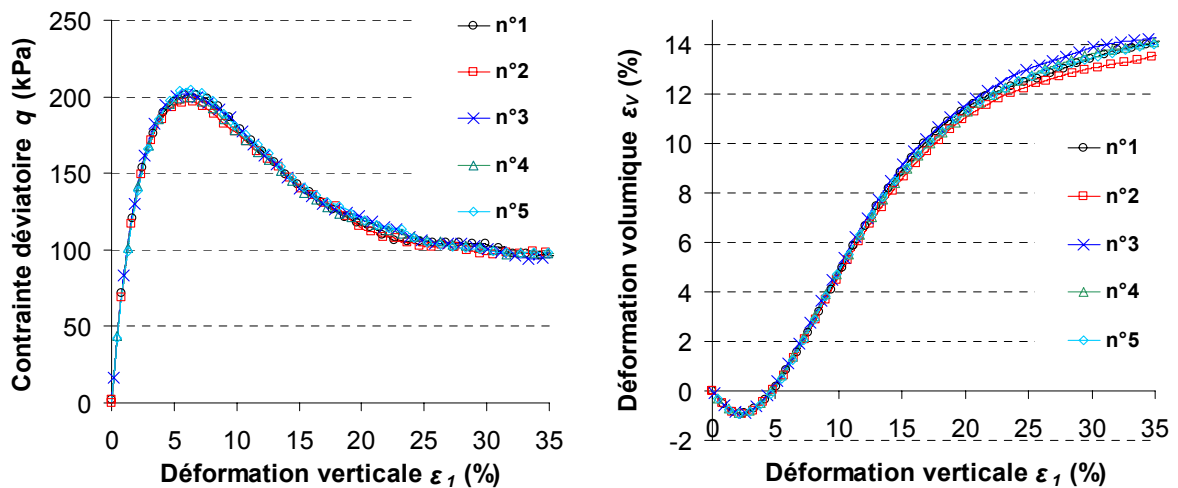 Contrainte déviatoire q (kPa)
250
200
150
100
50
0
0 5 10 15 20 25 30 35
Déformation verticale ε1 (%)
n°1
n°2
n°3
n°4
n°5
Déformation volumique εv (%)
14
12
10
8
6
4
2
0
-2
0 5 10 15 20 25 30 35
Déformation verticale ε1 (%)
n°1
n°2
n°3
n°4
n°5